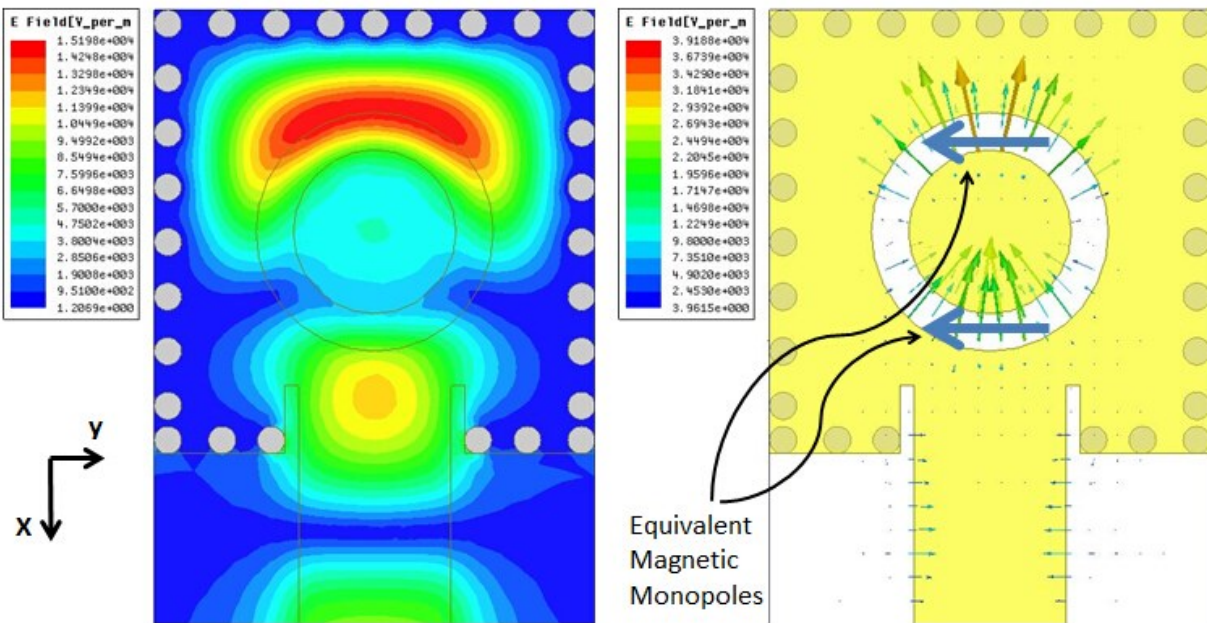 E Field[V_per_m
1.5198e+004
1.4248e+004
1.3298e+004
1.2349e+004
1.1399e+004
1.0449e+004
9.4992e+003
8.5494e+003
7.5996e+003
6.6498e+003
5.7000e+003
4.7502e+003
3.8004e+003
2.8506e+003
1.9008e+003
9.5100e+002
1.2069e+000
y
X
E Field[V_per_m
3.9188e+004
3.6739e+004
3.4290e+004
3.1841e+004
2.9392e+004
2.6943e+004
2.4494e+004
2.2045e+004
1.9596e+004
1.7147e+004
1.4698e+004
1.2249e+004
9.8000e+003
7.3510e+003
4.9020e+003
2.4530e+003
3.9615e+000
Equivalent
Magnetic
Monopoles